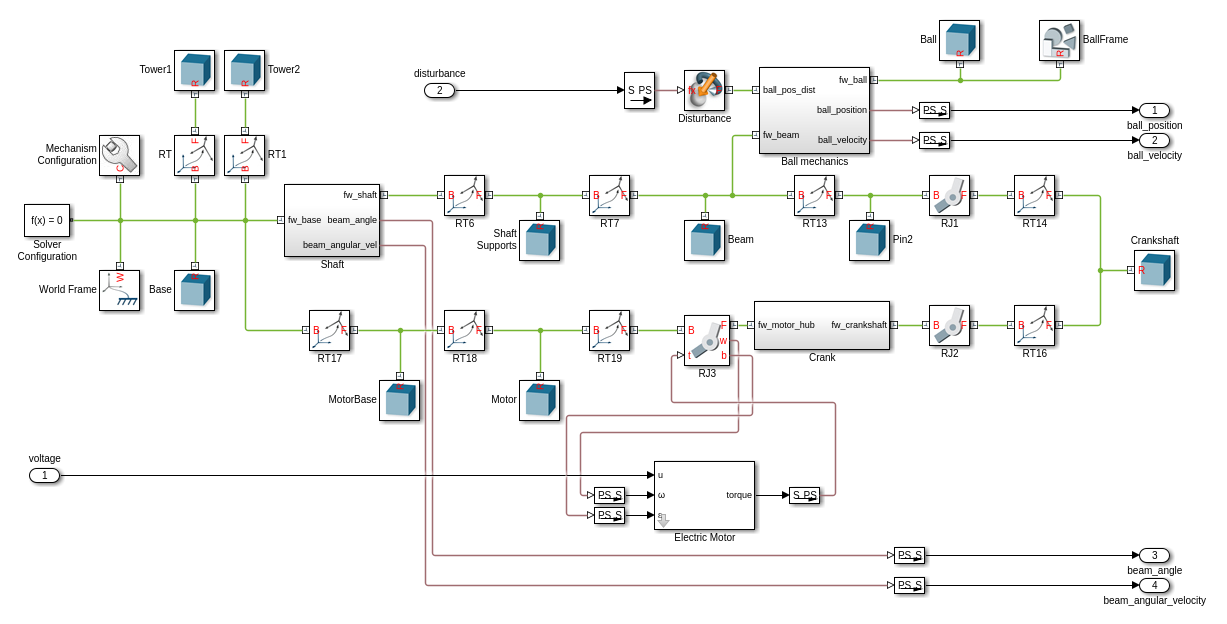 Ball
BallFrame
R
R
Tower1
Tower2
R
R
disturbance
2
S PS
fx
F
Disturbance
fw_ball
ball_pos_dist
ball_position
fw_beam
ball_velocity
Ball mechanics
PS S
1
ball_position
PS S
2
ball_velocity
Mechanism
Configuration
C
RT
F
B
F
B
RT1
f(x) = 0
Solver
Configuration
fw_shaft
fw_base
beam_angle
beam_angular_vel
Shaft
B
F
RT6
B
F
RT7
B
F
RT13
B
F
RJ1
B
F
RT14
Shaft
Supports
R
Beam
R
Pin2
R
Crankshaft
R
World Frame
W
Base
R
B
F
RT17
B
F
RT18
B
F
RT19
B
F
w
t
b
RJ3
fw_motor_hub
fw_crankshaft
Crank
B
F
RJ2
B
F
RT16
MotorBase
R
Motor
R
voltage
1
u
ω
torque
Electric Motor
PS S
PS S
S PS
PS S
3
beam_angle
PS S
4
beam_angular_velocity